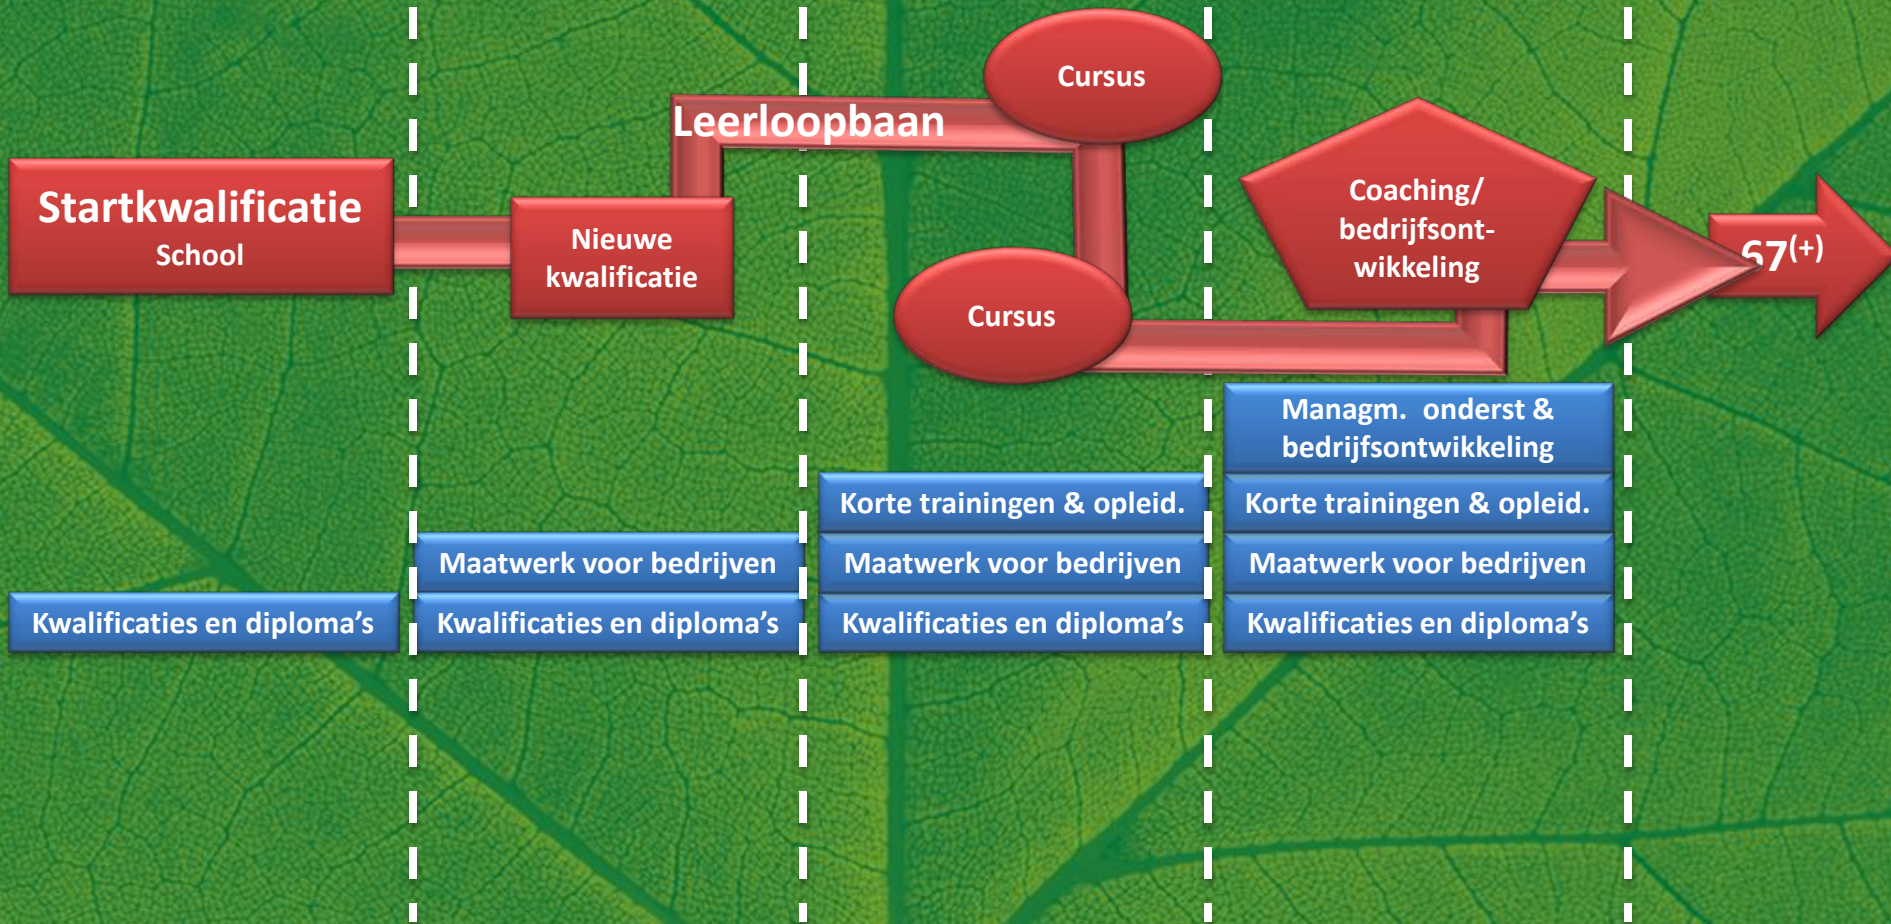 Cursus
Leerloopbaan
Startkwalificatie
School
Nieuwe
kwalificatie
Cursus
Coaching/
bedrijfsont-
wikkeling
67(+)
Managm. onderst &
bedrijfsontwikkeling
Korte trainingen & opleid.
Korte trainingen & opleid.
Maatwerk voor bedrijven
Maatwerk voor bedrijven
Maatwerk voor bedrijven
Kwalificaties en diploma’s
Kwalificaties en diploma’s
Kwalificaties en diploma’s
Kwalificaties en diploma’s